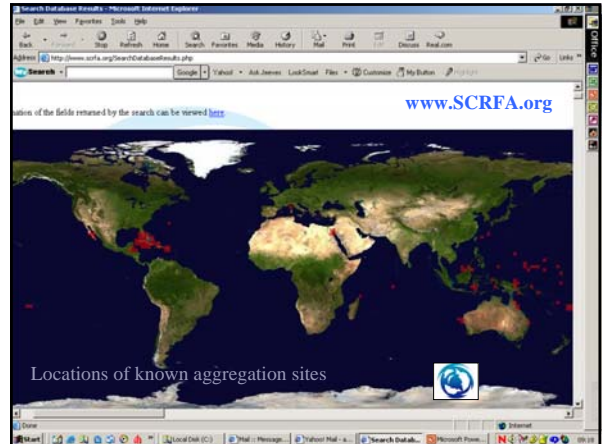 Search Database Results - Microsoft Internet Explorer
File Edit View Favorites Tools Help
Back Forward Stop Refresh Home Search Favorites Media History Mail Print Edit Discuss Real.com
Address http://www.scrfa.org/SearchDatabaseResults.php Go Links »
Search Google Yahoo! Ask Jeeves LookSmart Files Customize My Button
www.SCRFA.org
nation of the fields returned by the search can be viewed here.
Locations of known aggregation sites
Done Internet
Start Local Disk (C:) Yahoo! Mail - a... Search Datab... Microsoft Powe... 09:10
Office